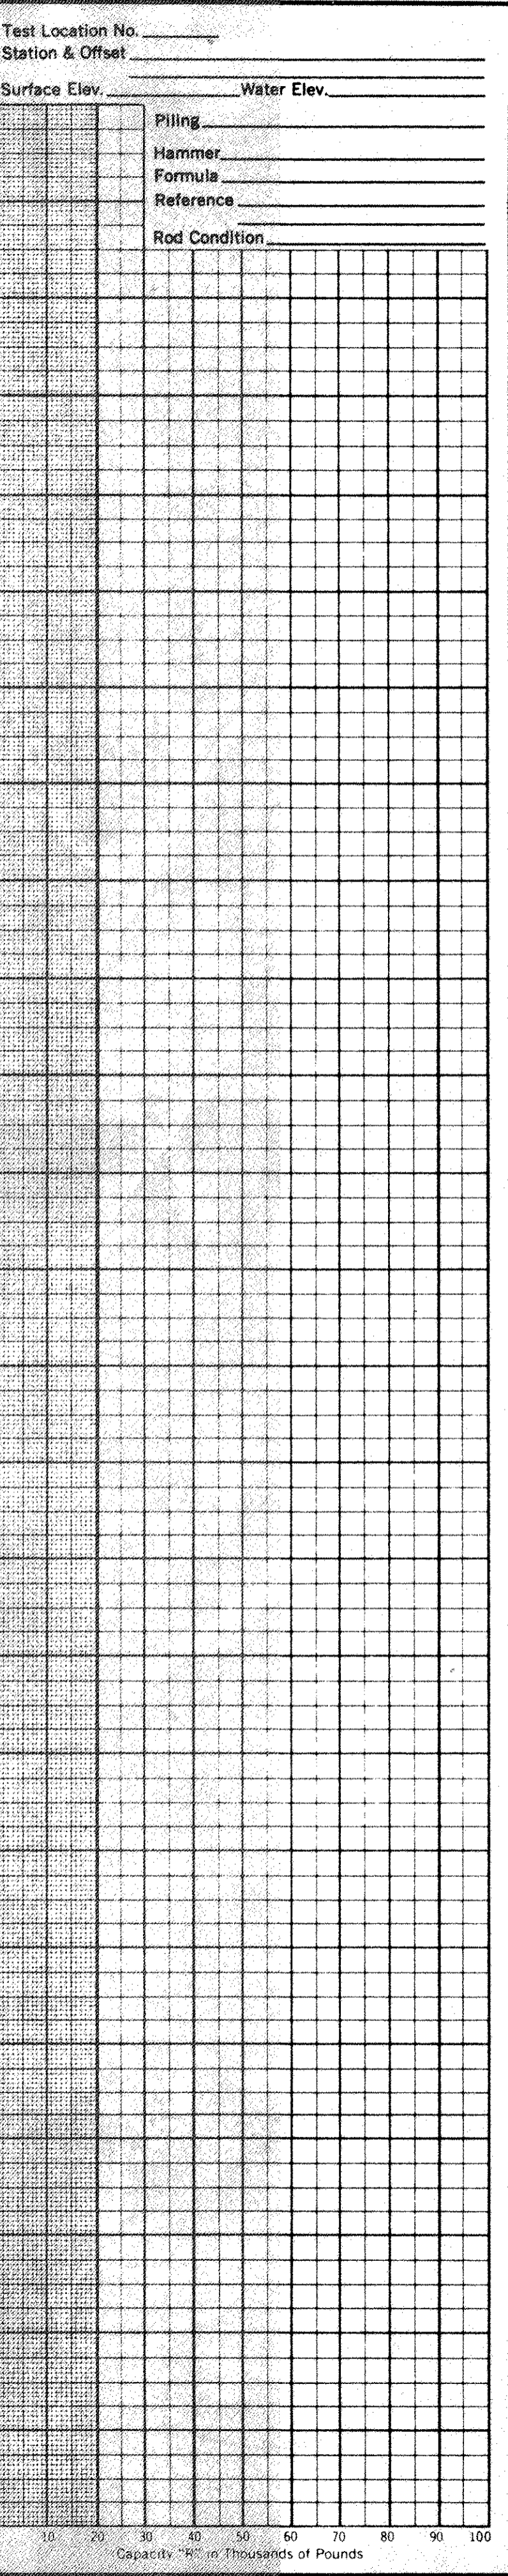 Test Location No.
Station & Offset
Surface Elev. Water Elev.
Piling
Hammer
Formula
Reference
Rod Condition
10 20 30 40 50 60 70 80 90 100
Capacity "R" in Thousands of Pounds